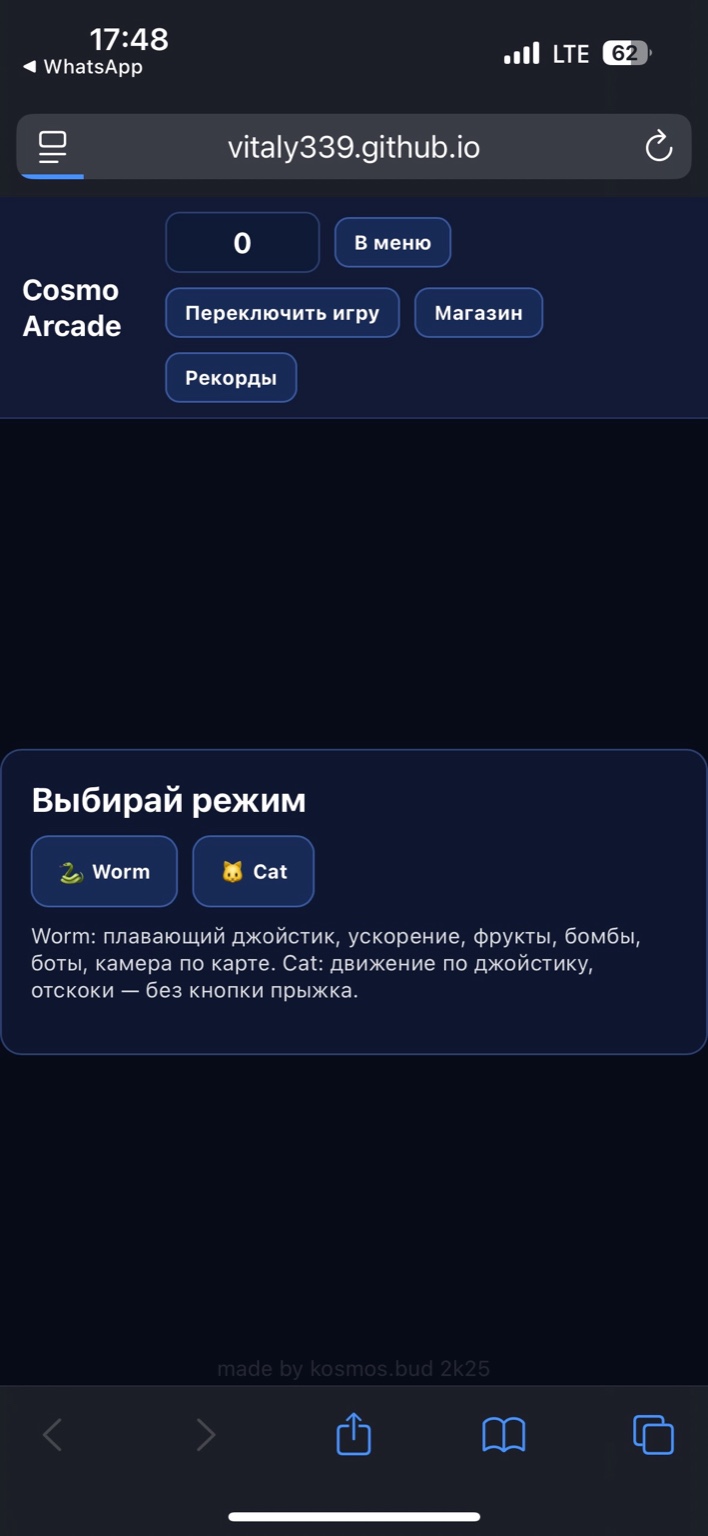 17:48
LTE 62
◀ WhatsApp
vitaly339.github.io
Cosmo
Arcade
0
В меню
Переключить игру
Магазин
Рекорды
Выбирай режим
🐍 Worm
🐱 Cat
Worm: плавающий джойстик, ускорение, фрукты, бомбы,
боты, камера по карте. Cat: движение по джойстику,
отскоки — без кнопки прыжка.
made by kosmos.bud 2k25